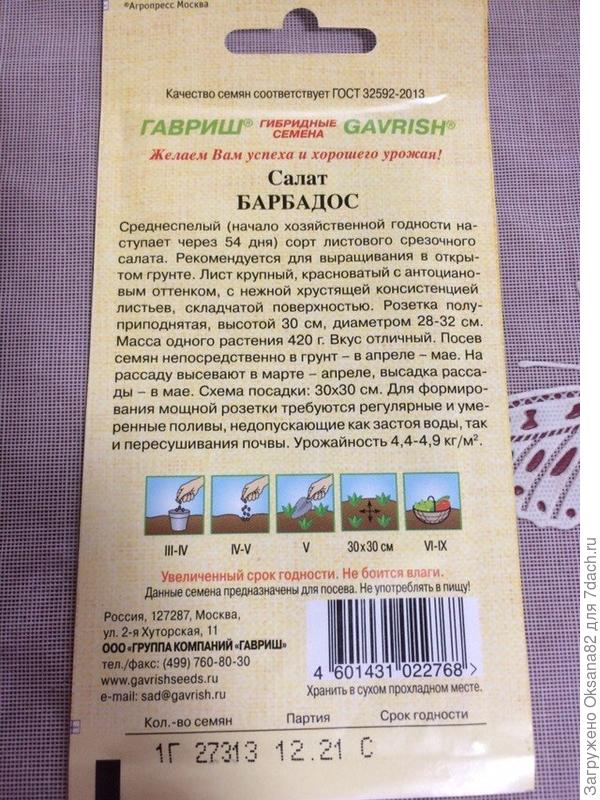 ®Агропресс Москва
Качество семян соответствует ГОСТ 32592-2013
ГАВРИШ® ГИБРИДНЫЕ СЕМЕНА GAVRISH®
Желаем Вам успеха и хорошего урожая!
Салат
БАРБАДОС
Среднеспелый (начало хозяйственной годности на-
ступает через 54 дня) сорт листового срезочного
салата. Рекомендуется для выращивания в откры-
том грунте. Лист крупный, красноватый с антоциано-
вым оттенком, с нежной хрустящей консистенцией
листьев, складчатой поверхностью. Розетка полу-
приподнятая, высотой 30 см, диаметром 28-32 см.
Масса одного растения 420 г. Вкус отличный. Посев
семян непосредственно в грунт – в апреле - мае. На
рассаду высевают в марте – апреле, высадка расса-
ды – в мае. Схема посадки: 30х30 см. Для формиро-
вания мощной розетки требуются регулярные и уме-
ренные поливы, недопускающие как застоя воды, так
и пересушивания почвы. Урожайность 4,4-4,9 кг/м².
III-IV IV-V V 30х30 см VI-IX
Увеличенный срок годности. Не боится влаги.
Данные семена предназначены для посева. Не употреблять в пищу!
Россия, 127287, Москва,
ул. 2-я Хуторская, 11
ООО «ГРУППА КОМПАНИЙ «ГАВРИШ»
тел./факс: (499) 760-80-30
www.gavrishseeds.ru
e-mail: sad@gavrish.ru
4 601431 022768 >
Хранить в сухом прохладном месте.
Кол.-во семян Партия Срок годности
1Г 27313 12.21 С
Загружено Oksana82 для 7dach.ru